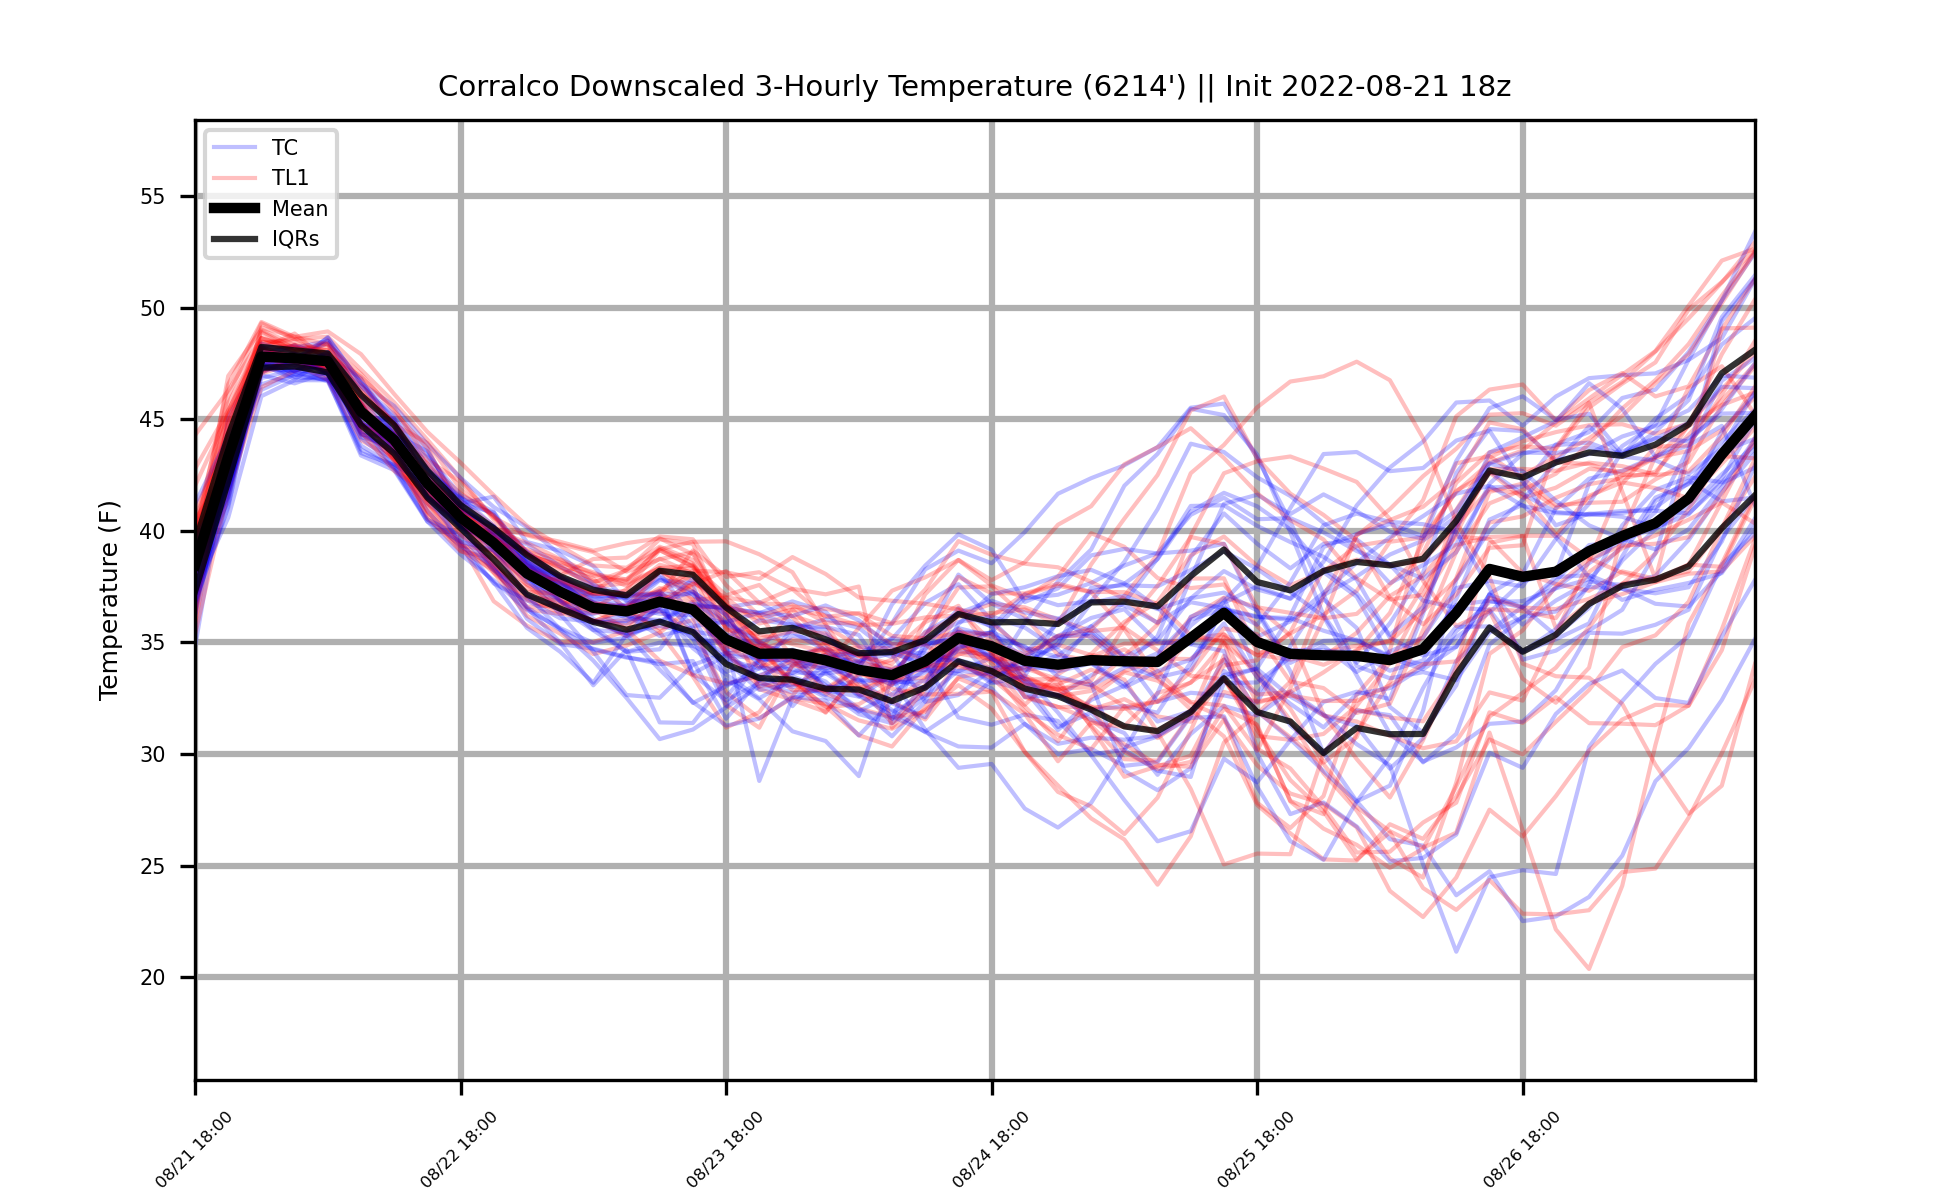 Corralco Downscaled 3-Hourly Temperature (6214') || Init 2022-08-21 18z
TC
TL1
Mean
IQRs
Temperature (F)
55
50
45
40
35
30
25
20
08/21 18:00
08/22 18:00
08/23 18:00
08/24 18:00
08/25 18:00
08/26 18:00